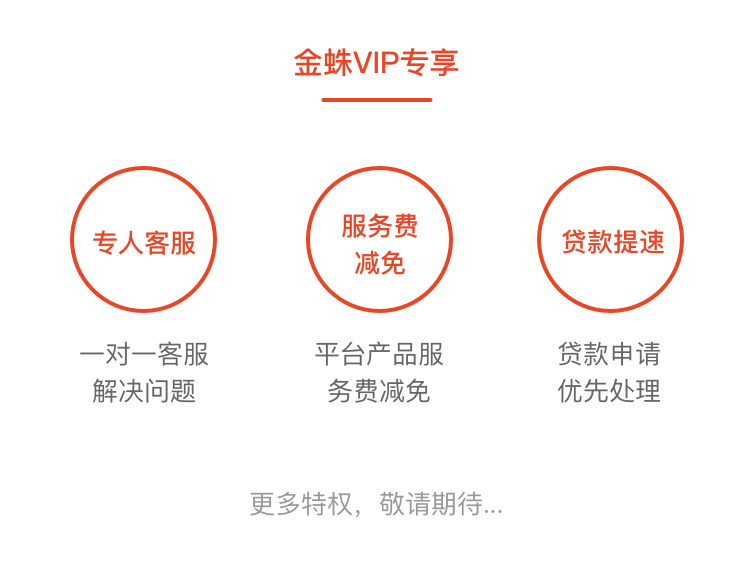 金蛛VIP专享
专人客服
服务费
减免
贷款提速
一对一客服
解决问题
平台产品服
务费减免
贷款申请
优先处理
更多特权，敬请期待...